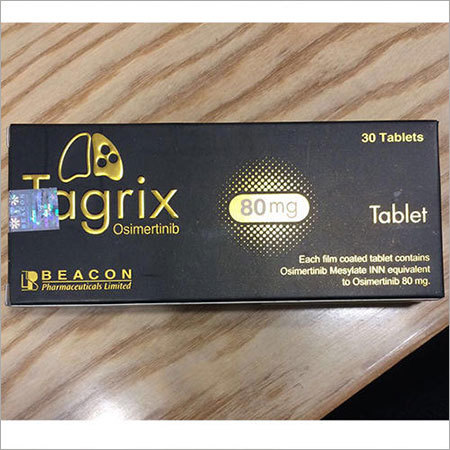 30 Tablets
Tagrix
Osimertinib
80 mg
Tablet
Each film coated tablet contains
Osimertinib Mesylate INN equivalent
to Osimertinib 80 mg.
BEACON
Pharmaceuticals Limited
BEACON